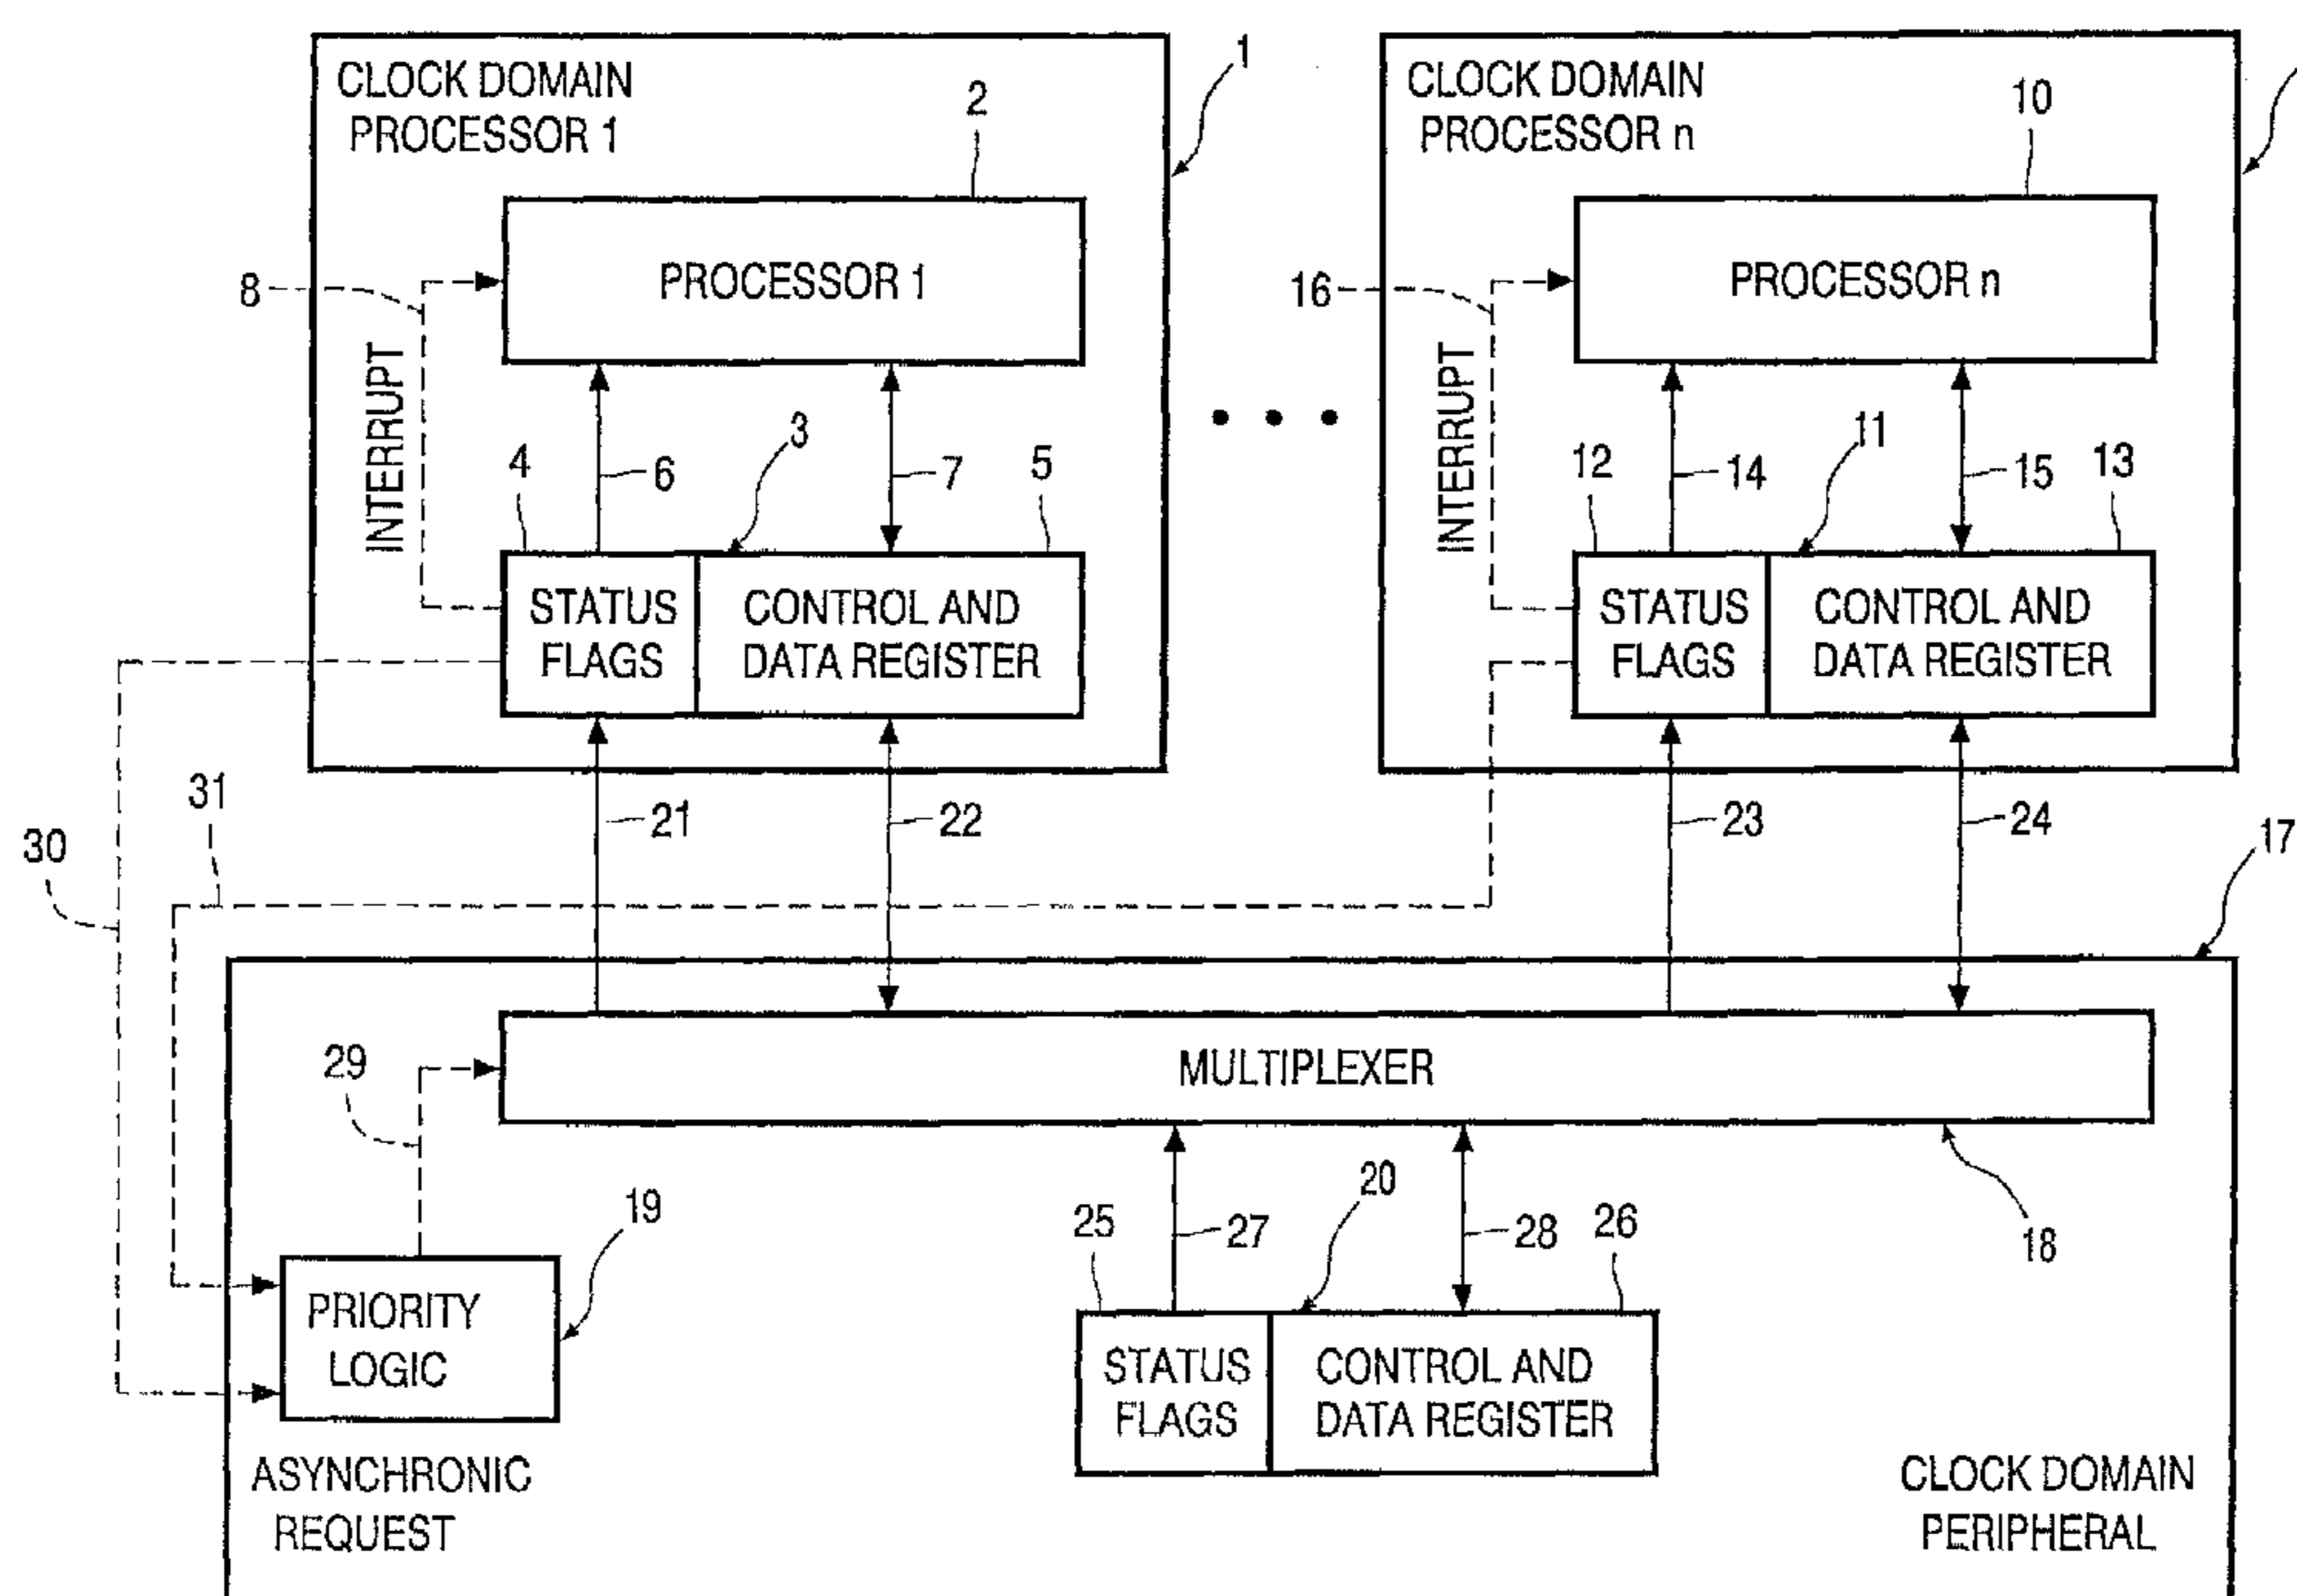 CLOCK DOMAIN
PROCESSOR 1
1
2
PROCESSOR 1
8
INTERRUPT
4
6
3
7
5
STATUS
FLAGS
CONTROL AND
DATA REGISTER
CLOCK DOMAIN
PROCESSOR n
10
PROCESSOR n
16
INTERRUPT
12
14
11
15
13
STATUS
FLAGS
CONTROL AND
DATA REGISTER
30
31
21
22
23
24
17
MULTIPLEXER
29
18
19
PRIORITY
LOGIC
25
27
20
28
26
STATUS
FLAGS
CONTROL AND
DATA REGISTER
ASYNCHRONIC
REQUEST
CLOCK DOMAIN
PERIPHERAL